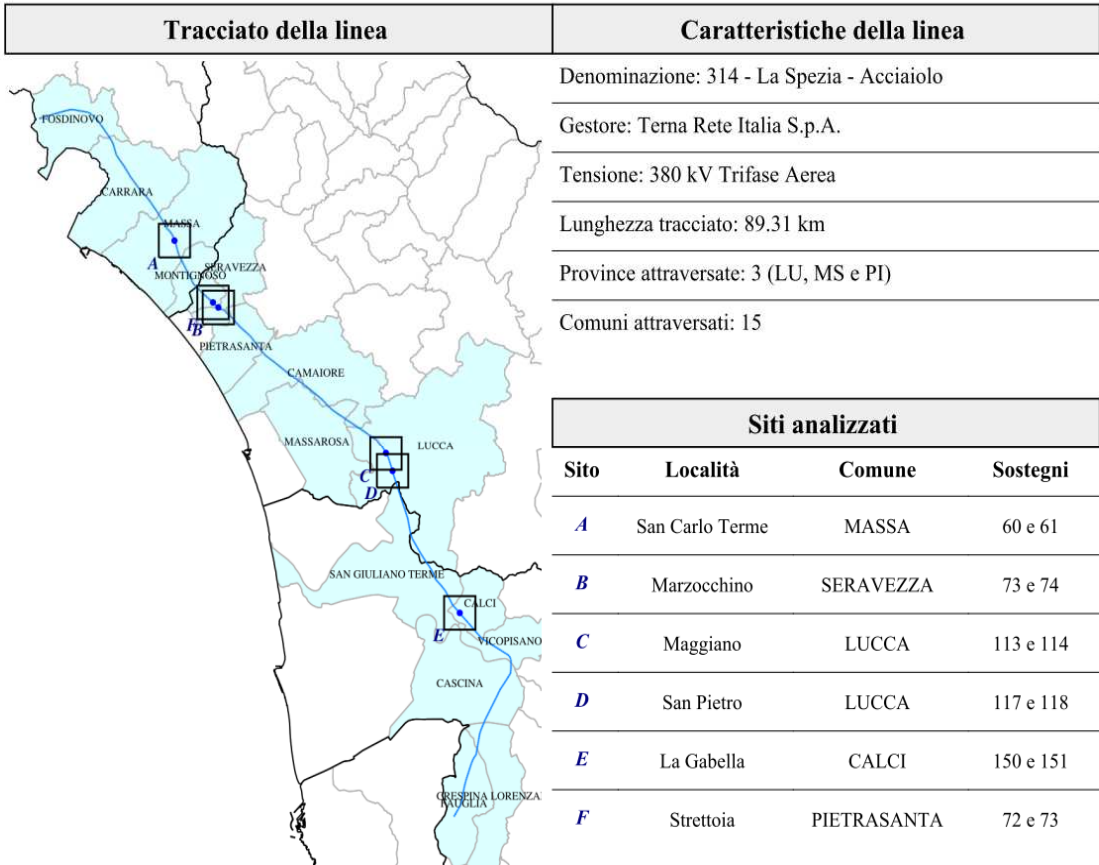 Tracciato della linea
FOSDINOVO
CARRARA
MASSA
A
SERAVEZZA
MONTIGNOSO
F
B
PIETRASANTA
CAMAIORE
MASSAROSA
LUCCA
C
D
SAN GIULIANO TERME
CALCI
E
VICOPISANO
CASCINA
CRESPINA LORENZA
FAUGLIA
Caratteristiche della linea
Denominazione: 314 - La Spezia - Acciaiolo
Gestore: Terna Rete Italia S.p.A.
Tensione: 380 kV Trifase Aerea
Lunghezza tracciato: 89.31 km
Province attraversate: 3 (LU, MS e PI)
Comuni attraversati: 15
Siti analizzati
Sito Località Comune Sostegni
A San Carlo Terme MASSA 60 e 61
B Marzocchino SERAVEZZA 73 e 74
C Maggiano LUCCA 113 e 114
D San Pietro LUCCA 117 e 118
E La Gabella CALCI 150 e 151
F Strettoia PIETRASANTA 72 e 73